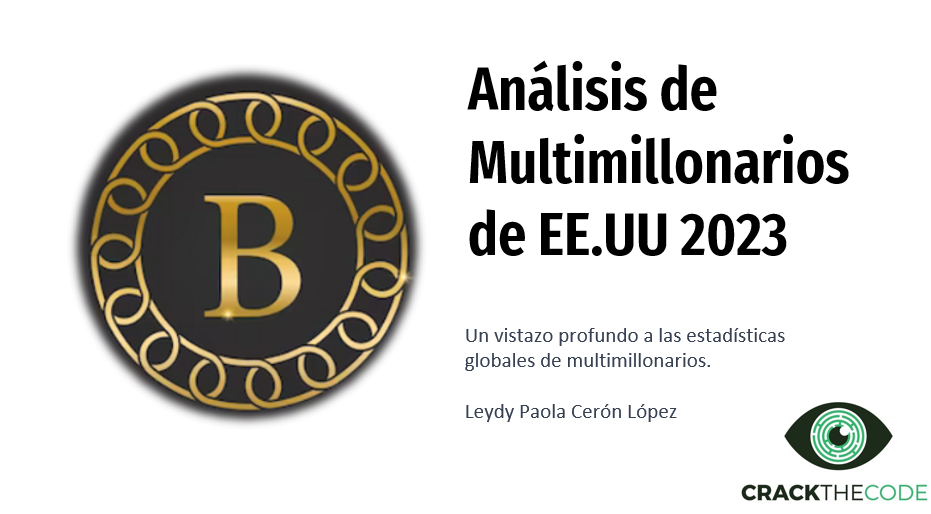 B
Análisis de
Multimillonarios
de EE.UU 2023
Un vistazo profundo a las estadísticas
globales de multimillonarios.
Leydy Paola Cerón López
CRACKTHECODE